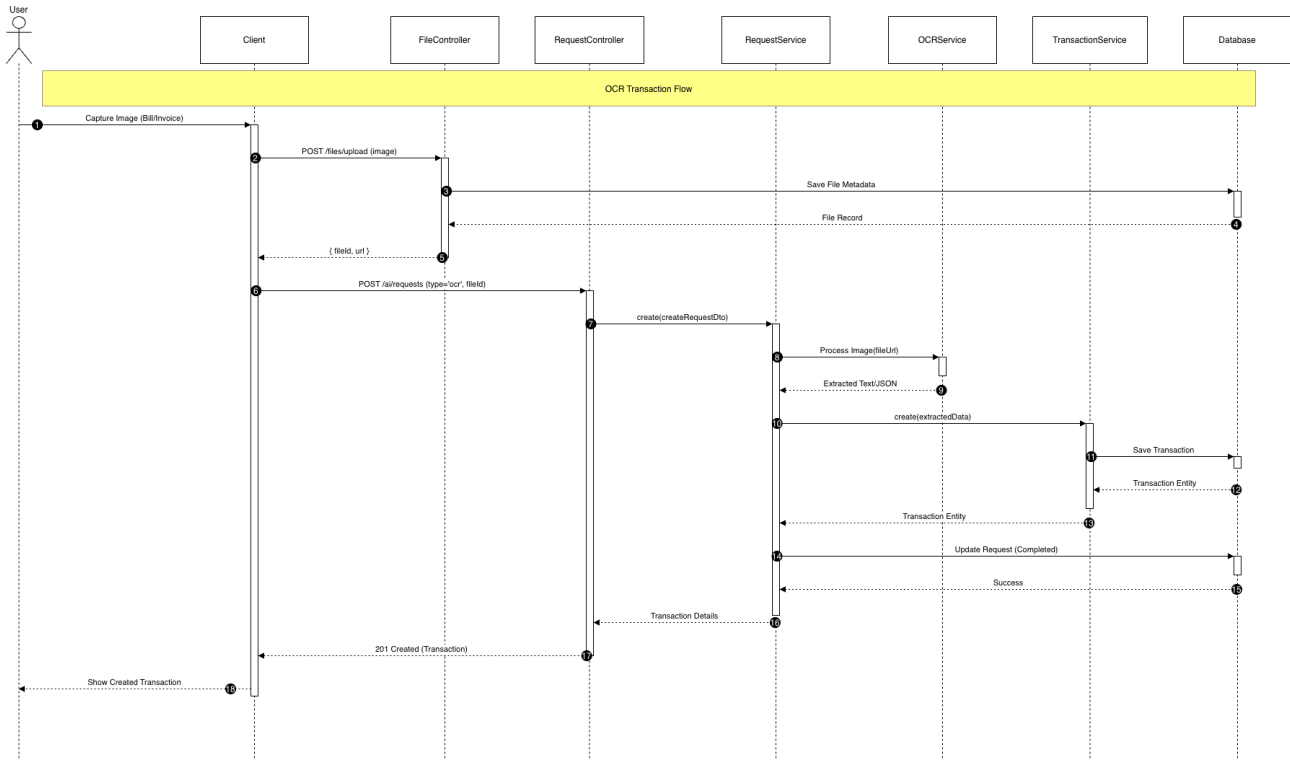 User
Client
FileController
RequestController
RequestService
OCRService
TransactionService
Database
OCR Transaction Flow
1
Capture Image (Bill/Invoice)
2
POST /files/upload (image)
3
Save File Metadata
File Record
4
{ fileId, url }
5
6
POST /ai/requests (type='ocr', fileId)
7
create(createRequestDto)
8
Process Image(fileUrl)
Extracted Text/JSON
9
10
create(extractedData)
11
Save Transaction
Transaction Entity
12
Transaction Entity
13
14
Update Request (Completed)
Success
15
Transaction Details
16
201 Created (Transaction)
17
Show Created Transaction
18